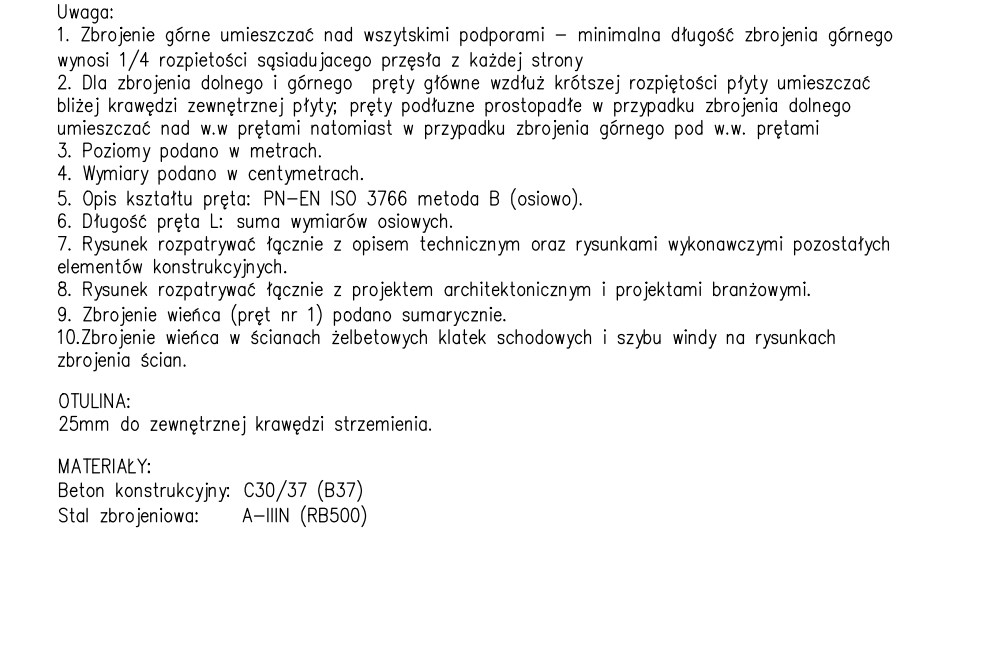 Uwaga:
1. Zbrojenie górne umieszczać nad wszytskimi podporami – minimalna długość zbrojenia górnego
wynosi 1/4 rozpietości sąsiadujacego przęsła z każdej strony
2. Dla zbrojenia dolnego i górnego pręty główne wzdłuż krótszej rozpiętości płyty umieszczać
bliżej krawędzi zewnętrznej płyty; pręty podłuzne prostopadłe w przypadku zbrojenia dolnego
umieszczać nad w.w prętami natomiast w przypadku zbrojenia górnego pod w.w. prętami
3. Poziomy podano w metrach.
4. Wymiary podano w centymetrach.
5. Opis kształtu pręta: PN–EN ISO 3766 metoda B (osiowo).
6. Długość pręta L: suma wymiarów osiowych.
7. Rysunek rozpatrywać łącznie z opisem technicznym oraz rysunkami wykonawczymi pozostałych
elementów konstrukcyjnych.
8. Rysunek rozpatrywać łącznie z projektem architektonicznym i projektami branżowymi.
9. Zbrojenie wieńca (pręt nr 1) podano sumarycznie.
10.Zbrojenie wieńca w ścianach żelbetowych klatek schodowych i szybu windy na rysunkach
zbrojenia ścian.
OTULINA:
25mm do zewnętrznej krawędzi strzemienia.
MATERIAŁY:
Beton konstrukcyjny: C30/37 (B37)
Stal zbrojeniowa: A–IIIN (RB500)